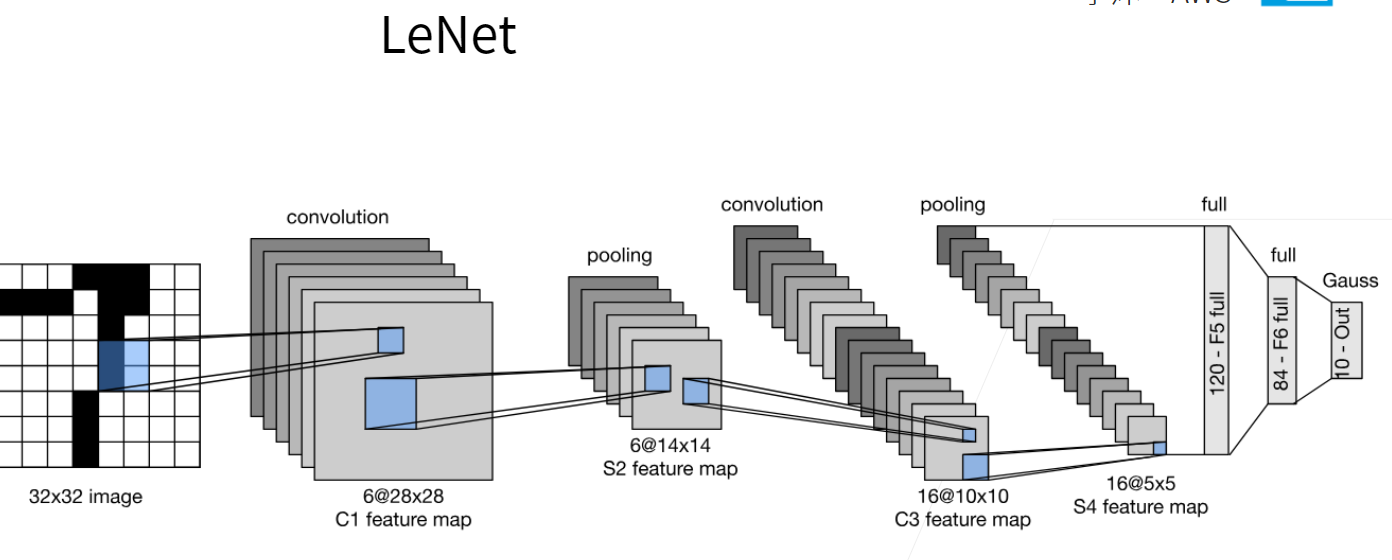 LeNet
convolution
pooling
convolution
pooling
full
full
Gauss
120 - F5 full
84 - F6 full
10 - Out
32x32 image
6@28x28
C1 feature map
6@14x14
S2 feature map
16@10x10
C3 feature map
16@5x5
S4 feature map